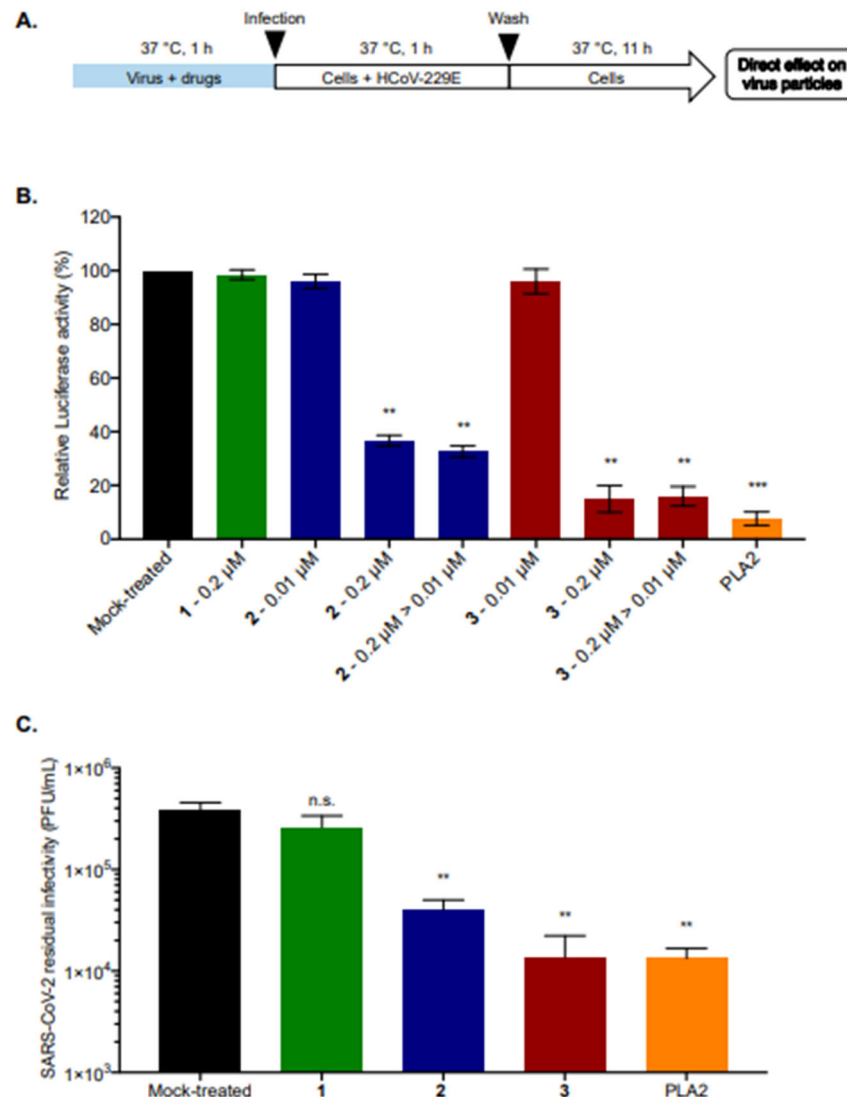 A.
Infection
Wash
37 °C, 1 h
37 °C, 1 h
37 °C, 11 h
Virus + drugs
Cells + HCoV-229E
Cells
Direct effect on
virus particles
B.
Relative Luciferase activity (%)
120
100
80
60
40
20
0
**
**
**
**
***
Mock-treated
1 - 0.2 µM
2 - 0.01 µM
2 - 0.2 µM
2 - 0.2 µM > 0.01 µM
3 - 0.01 µM
3 - 0.2 µM
3 - 0.2 µM > 0.01 µM
PLA2
C.
SARS-CoV-2 residual infectivity (PFU/mL)
1×10⁶
1×10⁵
1×10⁴
1×10³
n.s.
**
**
**
Mock-treated
1
2
3
PLA2